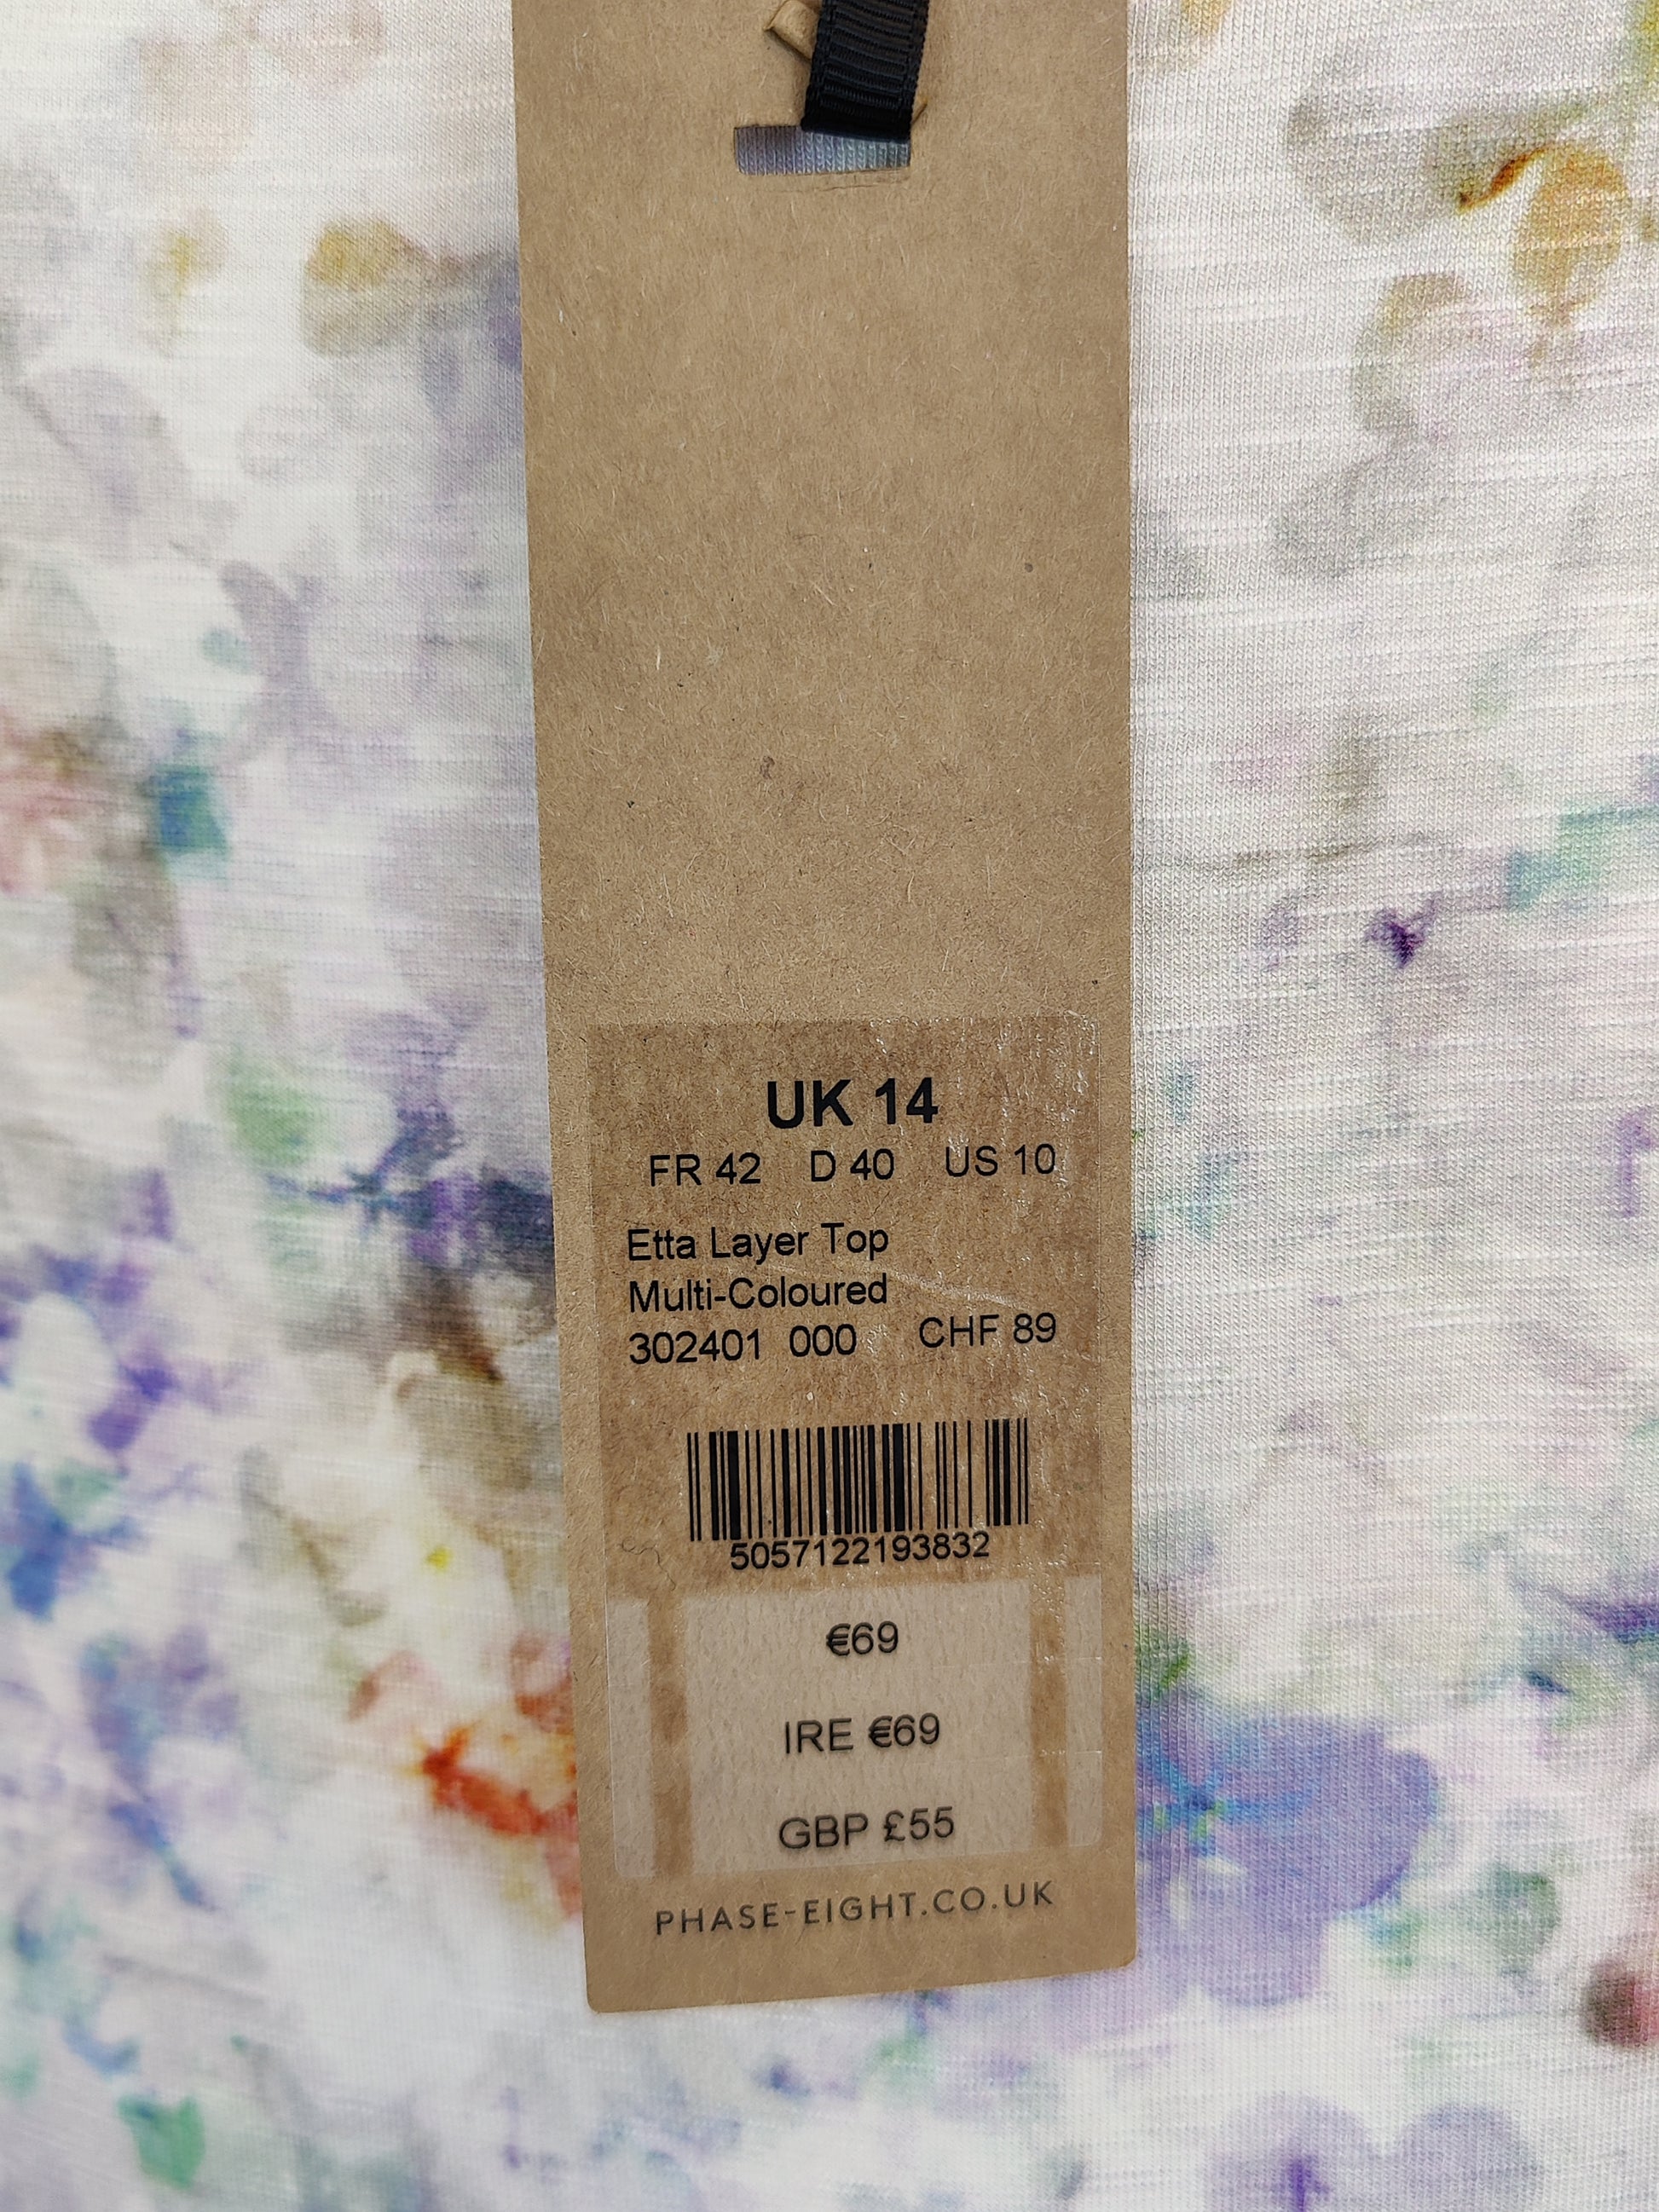 UK 14
FR 42 D 40 US 10
Etta Layer Top
Multi-Coloured
302401 000 CHF 89
5057122193832
€69
IRE €69
GBP £55
PHASE-EIGHT.CO.UK